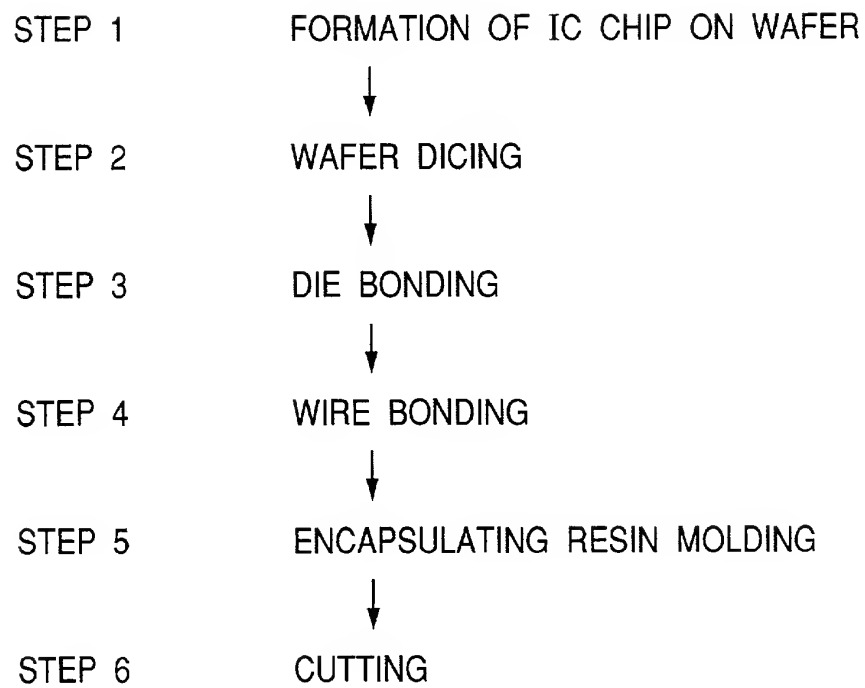 STEP 1 FORMATION OF IC CHIP ON WAFER
STEP 2 WAFER DICING
STEP 3 DIE BONDING
STEP 4 WIRE BONDING
STEP 5 ENCAPSULATING RESIN MOLDING
STEP 6 CUTTING